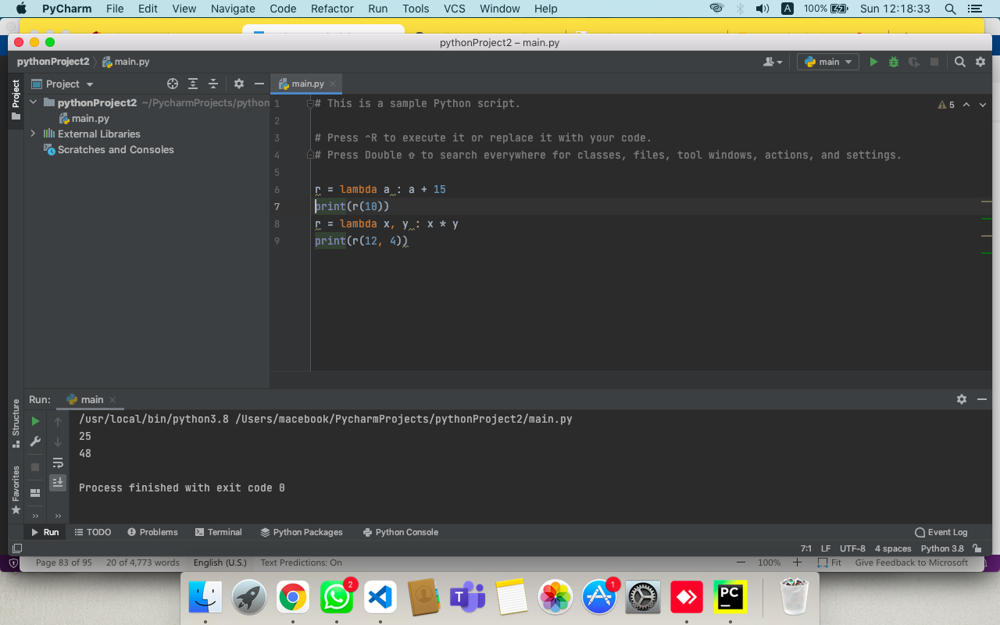 PyCharm File Edit View Navigate Code Refactor Run Tools VCS Window Help A 100% Sun 12:18:33
pythonProject2 – main.py
pythonProject2 main.py main
Project main.py
Project
pythonProject2 ~/PycharmProjects/python
main.py
External Libraries
Scratches and Consoles
5
1 # This is a sample Python script.
2
3 # Press ^R to execute it or replace it with your code.
4 # Press Double ⇧ to search everywhere for classes, files, tool windows, actions, and settings.
5
6 r = lambda a : a + 15
7 print(r(10))
8 r = lambda x, y : x * y
9 print(r(12, 4))
Structure
Favorites
Run: main
/usr/local/bin/python3.8 /Users/macebook/PycharmProjects/pythonProject2/main.py
25
48
Process finished with exit code 0
Run TODO Problems Terminal Python Packages Python Console Event Log
7:1 LF UTF-8 4 spaces Python 3.8
Page 83 of 95 20 of 4,773 words English (U.S.) Text Predictions: On 100% Fit Give Feedback to Microsoft
2 T 1 PC